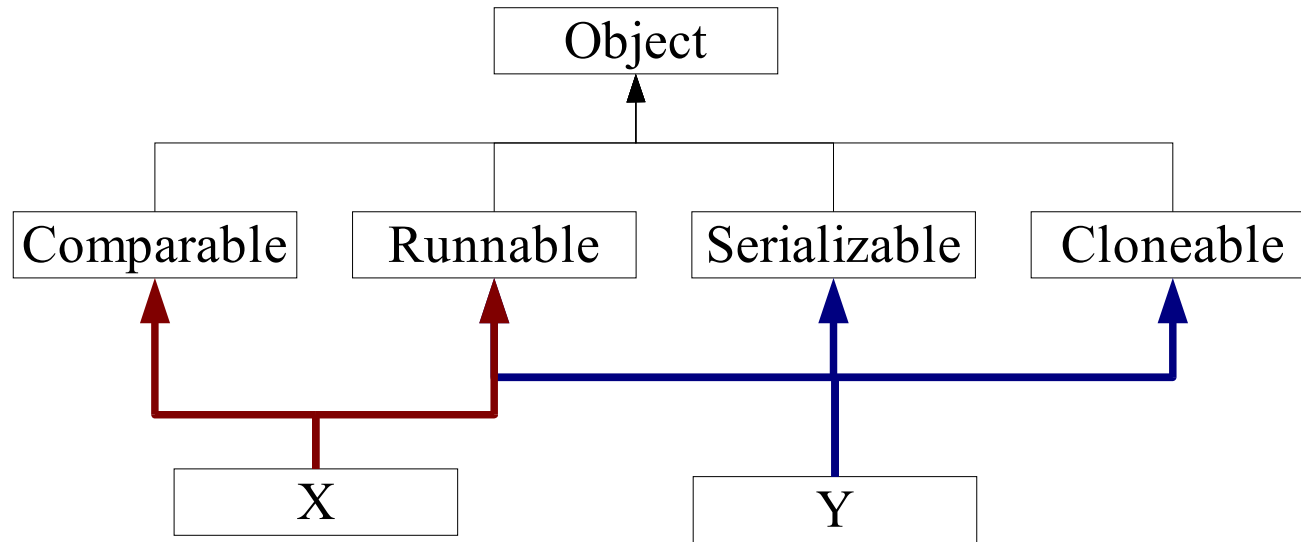 Object
Comparable
Runnable
Serializable
Cloneable
X
Y